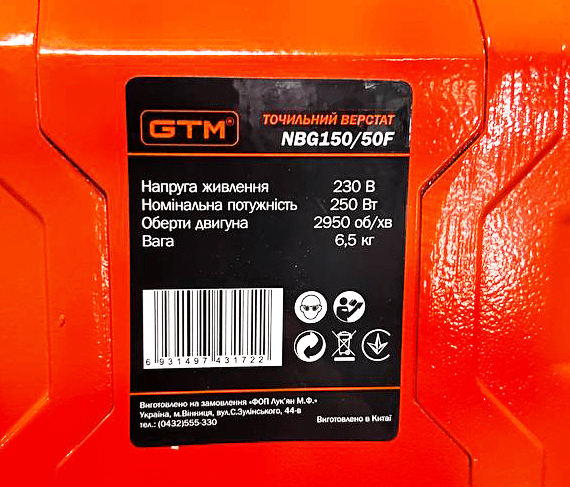 GTM®
ТОЧИЛЬНИЙ ВЕРСТАТ
NBG150/50F
Напруга живлення 230 В
Номінальна потужність 250 Вт
Оберти двигуна 2950 об/хв
Вага 6,5 кг
6 931497 431722
Виготовлено на замовлення «ФОП Лук'ян М.Ф.»
Україна, м.Вінниця, вул.С.Зулінського, 44-в
тел.: (0432)555-330
Виготовлено в Китаї